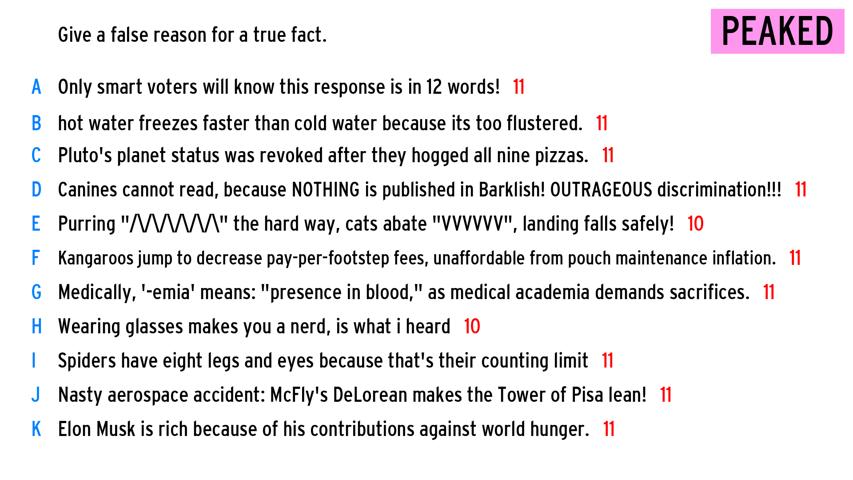 Give a false reason for a true fact.
PEAKED
A Only smart voters will know this response is in 12 words! 11
B hot water freezes faster than cold water because its too flustered. 11
C Pluto's planet status was revoked after they hogged all nine pizzas. 11
D Canines cannot read, because NOTHING is published in Barklish! OUTRAGEOUS discrimination!!! 11
E Purring "/\/\/\/\/\/\/\" the hard way, cats abate "VVVVVV", landing falls safely! 10
F Kangaroos jump to decrease pay-per-footstep fees, unaffordable from pouch maintenance inflation. 11
G Medically, '-emia' means: "presence in blood," as medical academia demands sacrifices. 11
H Wearing glasses makes you a nerd, is what i heard 10
I Spiders have eight legs and eyes because that's their counting limit 11
J Nasty aerospace accident: McFly's DeLorean makes the Tower of Pisa lean! 11
K Elon Musk is rich because of his contributions against world hunger. 11